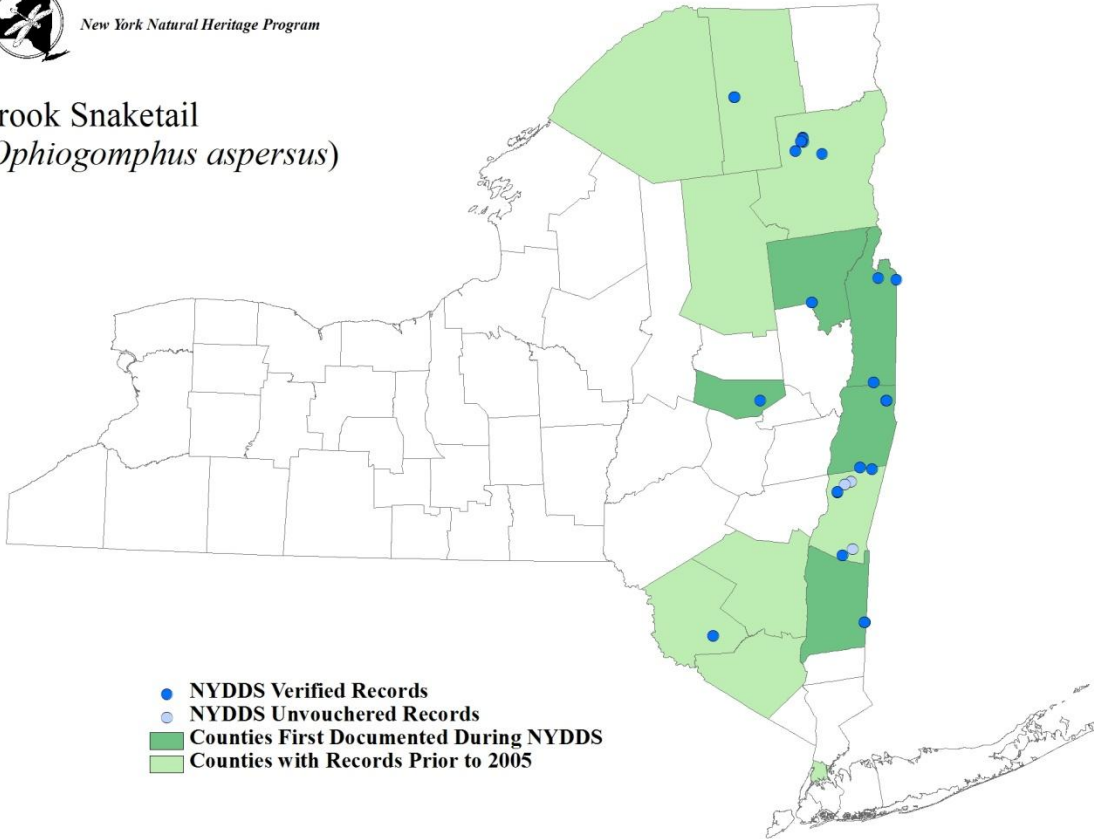 New York Natural Heritage Program
rook Snaketail
Ophiogomphus aspersus)
NYDDS Verified Records
NYDDS Unvouchered Records
Counties First Documented During NYDDS
Counties with Records Prior to 2005